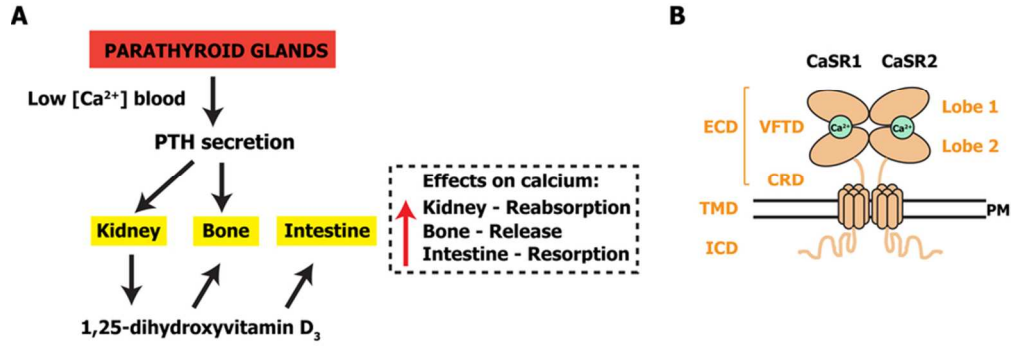 A
PARATHYROID GLANDS
Low [Ca²⁺] blood
PTH secretion
Kidney
Bone
Intestine
1,25-dihydroxyvitamin D₃
Effects on calcium:
Kidney - Reabsorption
Bone - Release
Intestine - Resorption
B
CaSR1
CaSR2
ECD
VFTD
Ca²⁺
Ca²⁺
Lobe 1
Lobe 2
CRD
TMD
PM
ICD